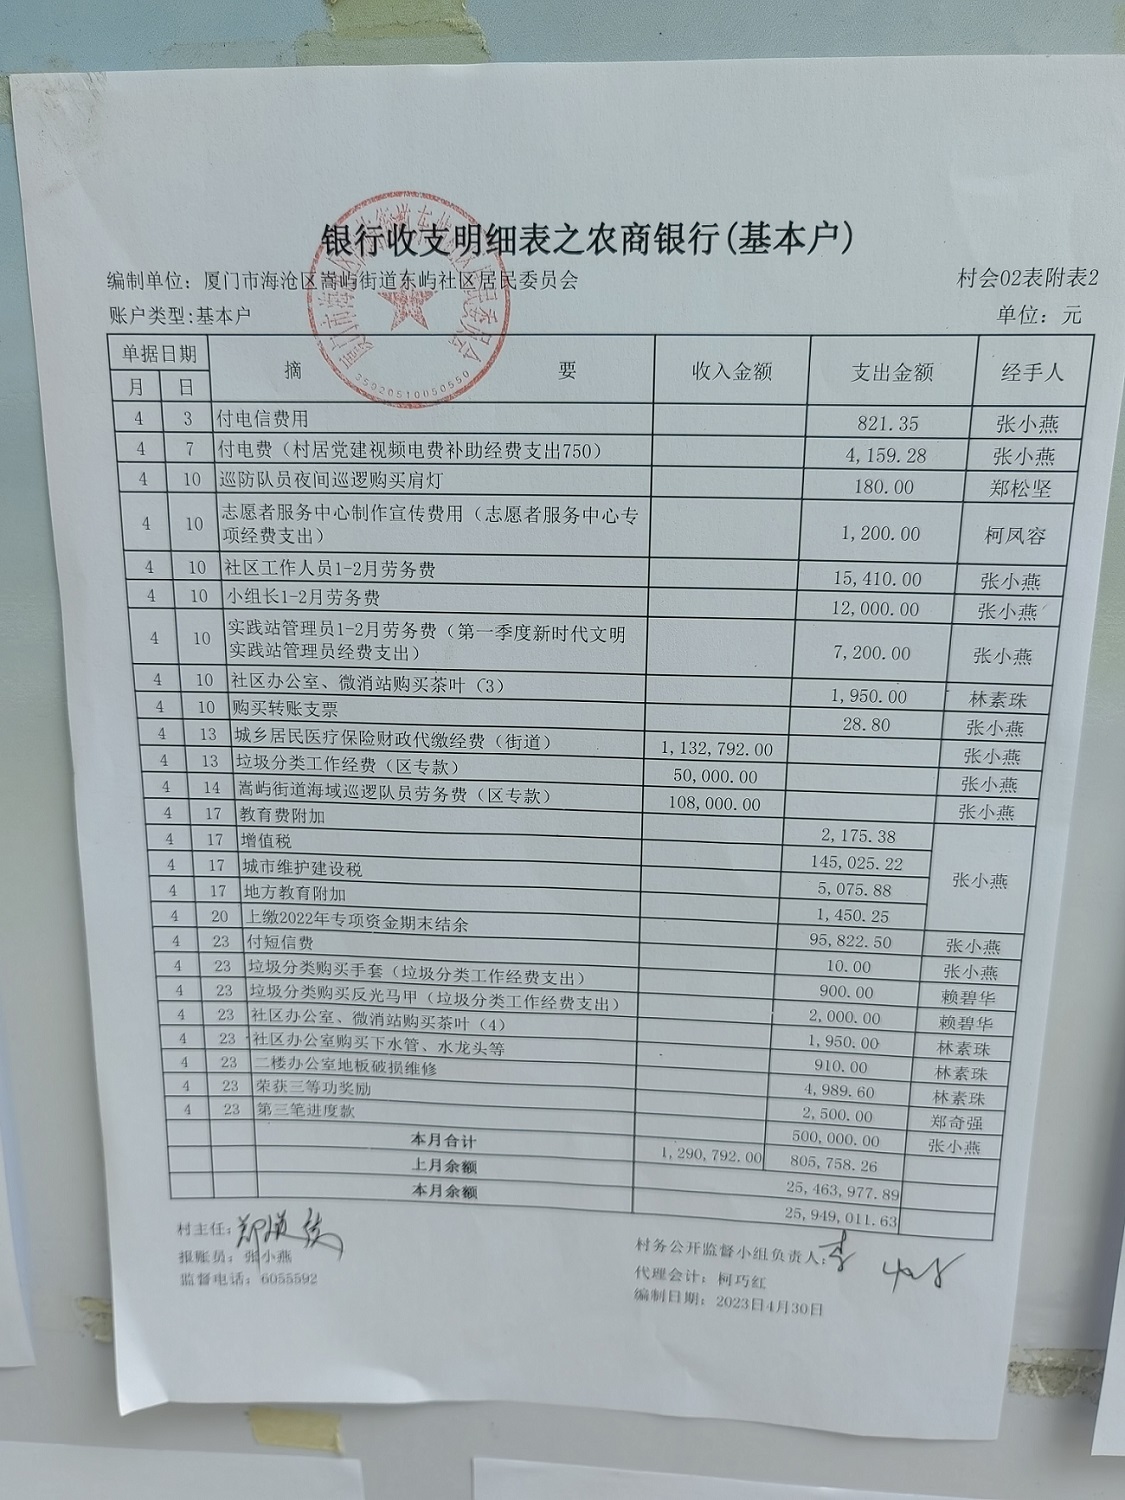 银行收支明细表之农商银行(基本户)
编制单位：厦门市海沧区嵩屿街道东屿社区居民委员会 村会02表附表2
账户类型:基本户 单位：元
单据日期 摘 要 收入金额 支出金额 经手人
月 日
4 3 付电信费用 821.35 张小燕
4 7 付电费（村居党建视频电费补助经费支出750） 4,159.28 张小燕
4 10 巡防队员夜间巡逻购买肩灯 180.00 郑松坚
4 10 志愿者服务中心制作宣传费用（志愿者服务中心专
项经费支出） 1,200.00 柯凤容
4 10 社区工作人员1-2月劳务费 15,410.00 张小燕
4 10 小组长1-2月劳务费 12,000.00 张小燕
4 10 实践站管理员1-2月劳务费（第一季度新时代文明
实践站管理员经费支出） 7,200.00 张小燕
4 10 社区办公室、微消站购买茶叶（3） 1,950.00 林素珠
4 10 购买转账支票 28.80 张小燕
4 13 城乡居民医疗保险财政代缴经费（街道） 1,132,792.00 张小燕
4 13 垃圾分类工作经费（区专款） 50,000.00 张小燕
4 14 嵩屿街道海域巡逻队员劳务费（区专款） 108,000.00 张小燕
4 17 教育费附加 2,175.38 张小燕
4 17 增值税 145,025.22
4 17 城市维护建设税 5,075.88
4 17 地方教育附加 1,450.25
4 20 上缴2022年专项资金期末结余 95,822.50 张小燕
4 23 付短信费 10.00 张小燕
4 23 垃圾分类购买手套（垃圾分类工作经费支出） 900.00 赖碧华
4 23 垃圾分类购买反光马甲（垃圾分类工作经费支出） 2,000.00 赖碧华
4 23 社区办公室、微消站购买茶叶（4） 1,950.00 林素珠
4 23 社区办公室购买下水管、水龙头等 910.00 林素珠
4 23 二楼办公室地板破损维修 4,989.60 林素珠
4 23 荣获三等功奖励 2,500.00 郑奇强
4 23 第三笔进度款 500,000.00 张小燕
本月合计 1,290,792.00 805,758.26
上月余额 25,463,977.89
本月余额 25,949,011.63
村主任： 村务公开监督小组负责人：
报账员：张小燕 代理会计：柯巧红
监督电话：6055592 编制日期：2023日4月30日